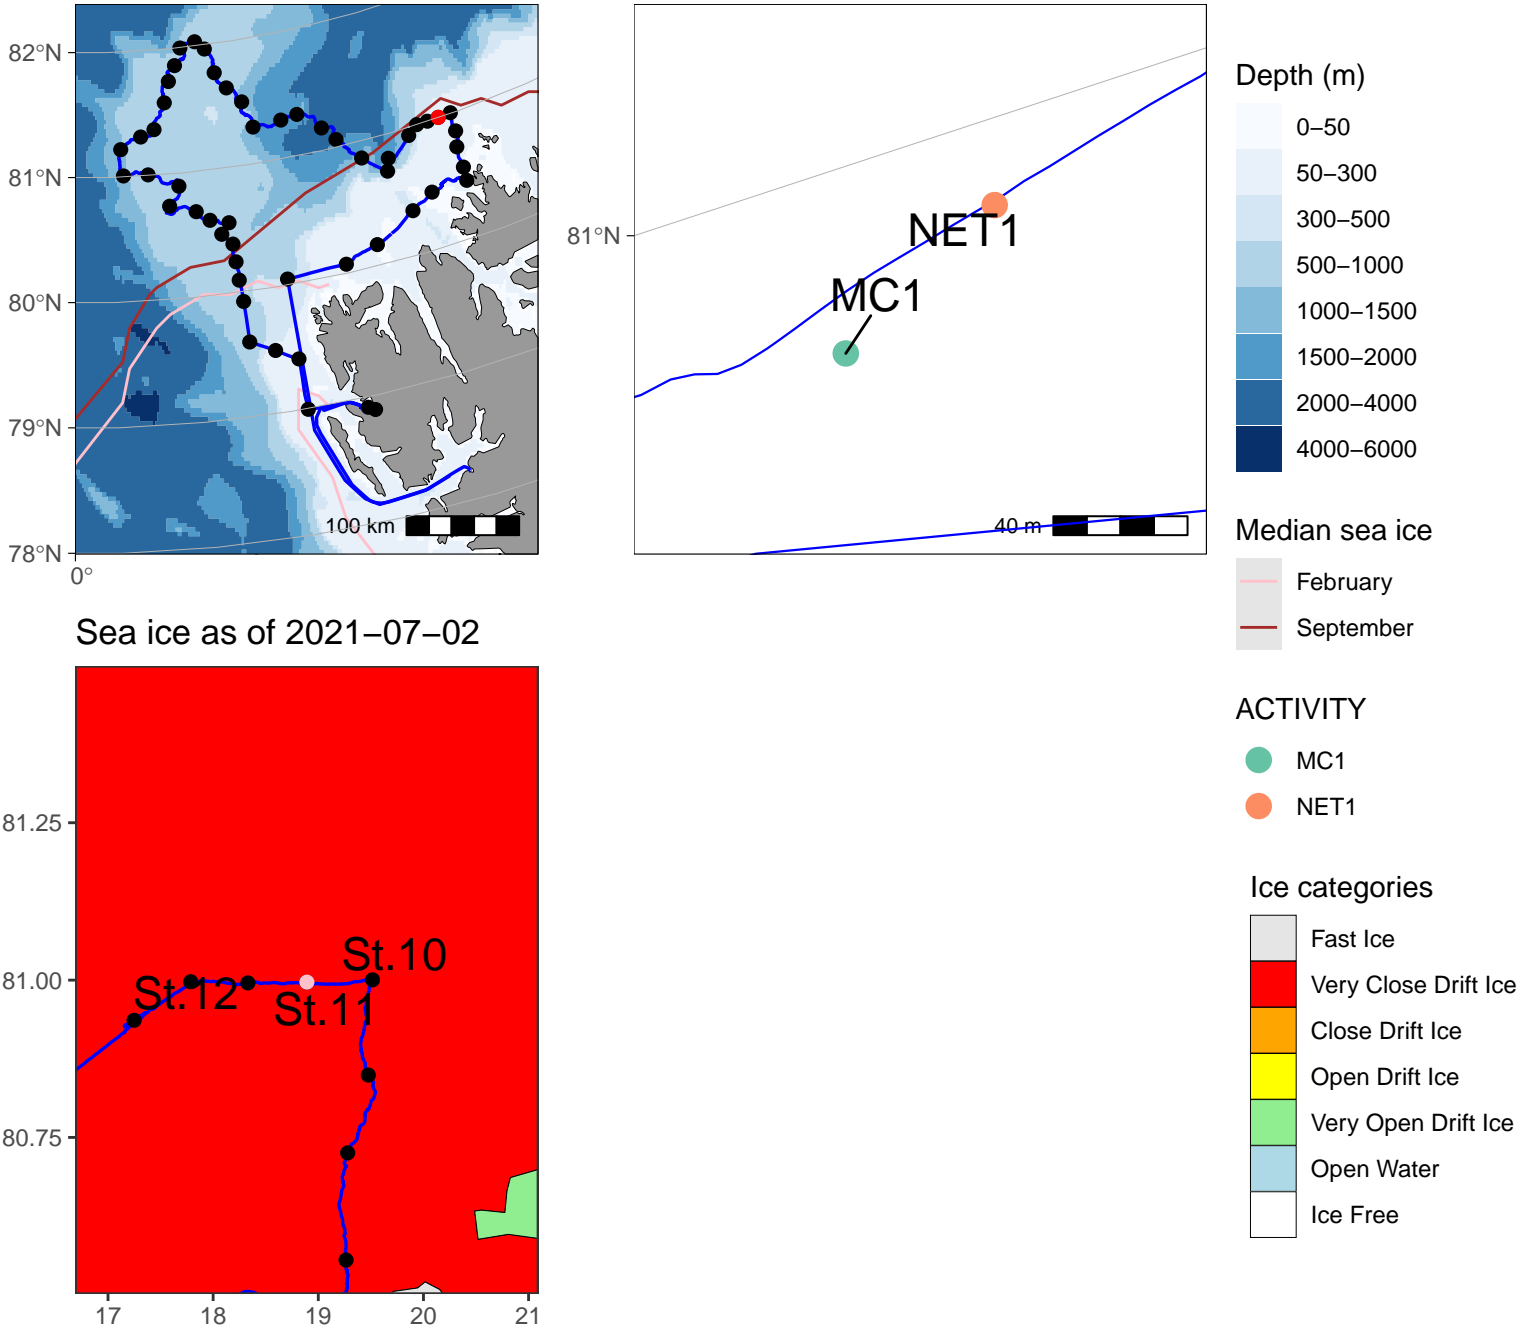 82°N
81°N
80°N
79°N
78°N
0°
100 km
81°N
NET1
MC1
40 m
Depth (m)
0−50
50−300
300−500
500−1000
1000−1500
1500−2000
2000−4000
4000−6000
Median sea ice
February
September
ACTIVITY
MC1
NET1
Ice categories
Fast Ice
Very Close Drift Ice
Close Drift Ice
Open Drift Ice
Very Open Drift Ice
Open Water
Ice Free
Sea ice as of 2021−07−02
81.25
81.00
80.75
St.10
St.12
St.11
17
18
19
20
21